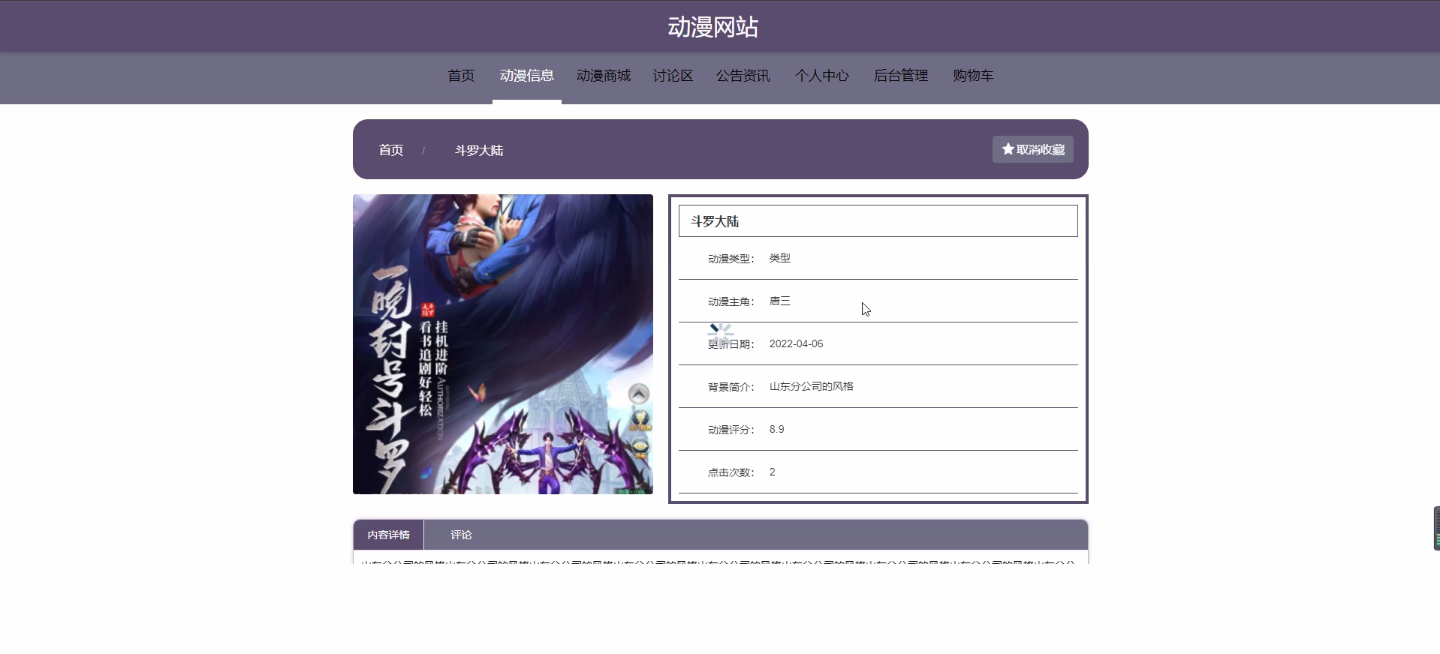 动漫网站
首页 动漫信息 动漫商城 讨论区 公告资讯 个人中心 后台管理 购物车
首页 / 斗罗大陆 ★取消收藏
一晚封号斗罗
挂机进阶
看书追剧好轻松
AUTHORIZATION
斗罗大陆
动漫类型： 类型
动漫主角： 唐三
更新日期： 2022-04-06
背景简介： 山东分公司的风格
动漫评分： 8.9
点击次数： 2
内容详情 评论